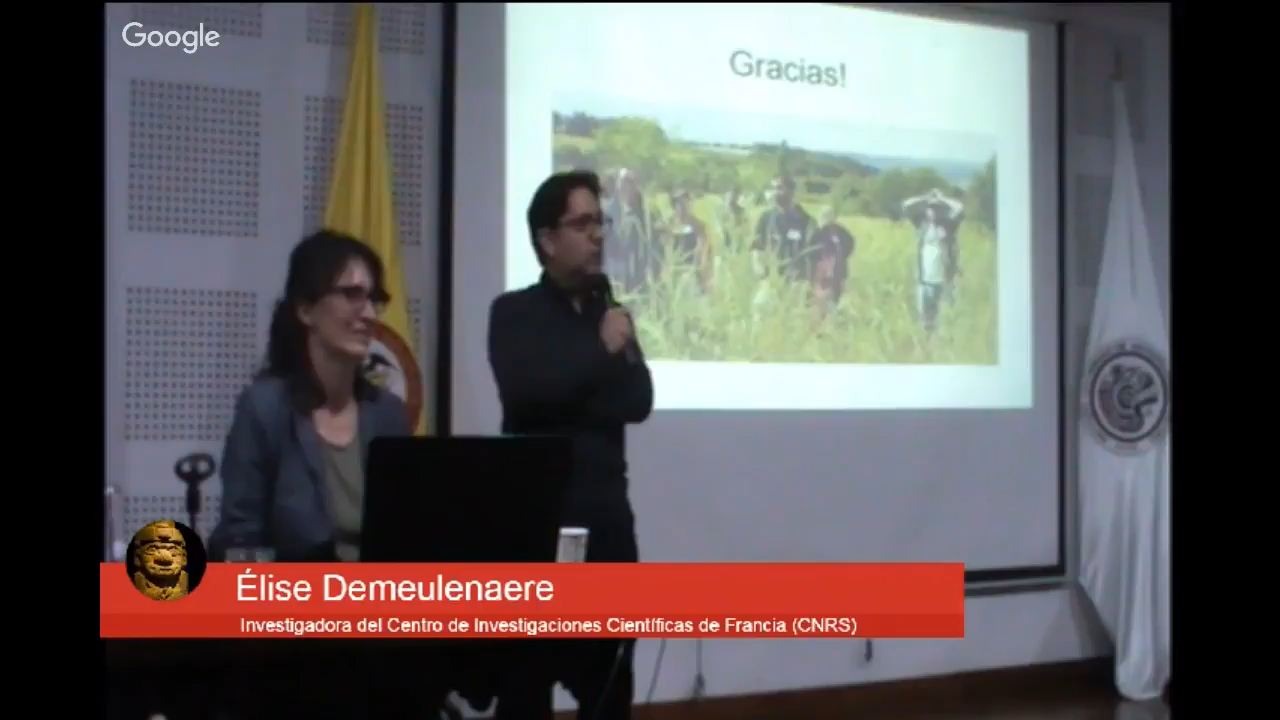 Google
Gracias!
Élise Demeulenaere
Investigadora del Centro de Investigaciones Científicas de Francia (CNRS)